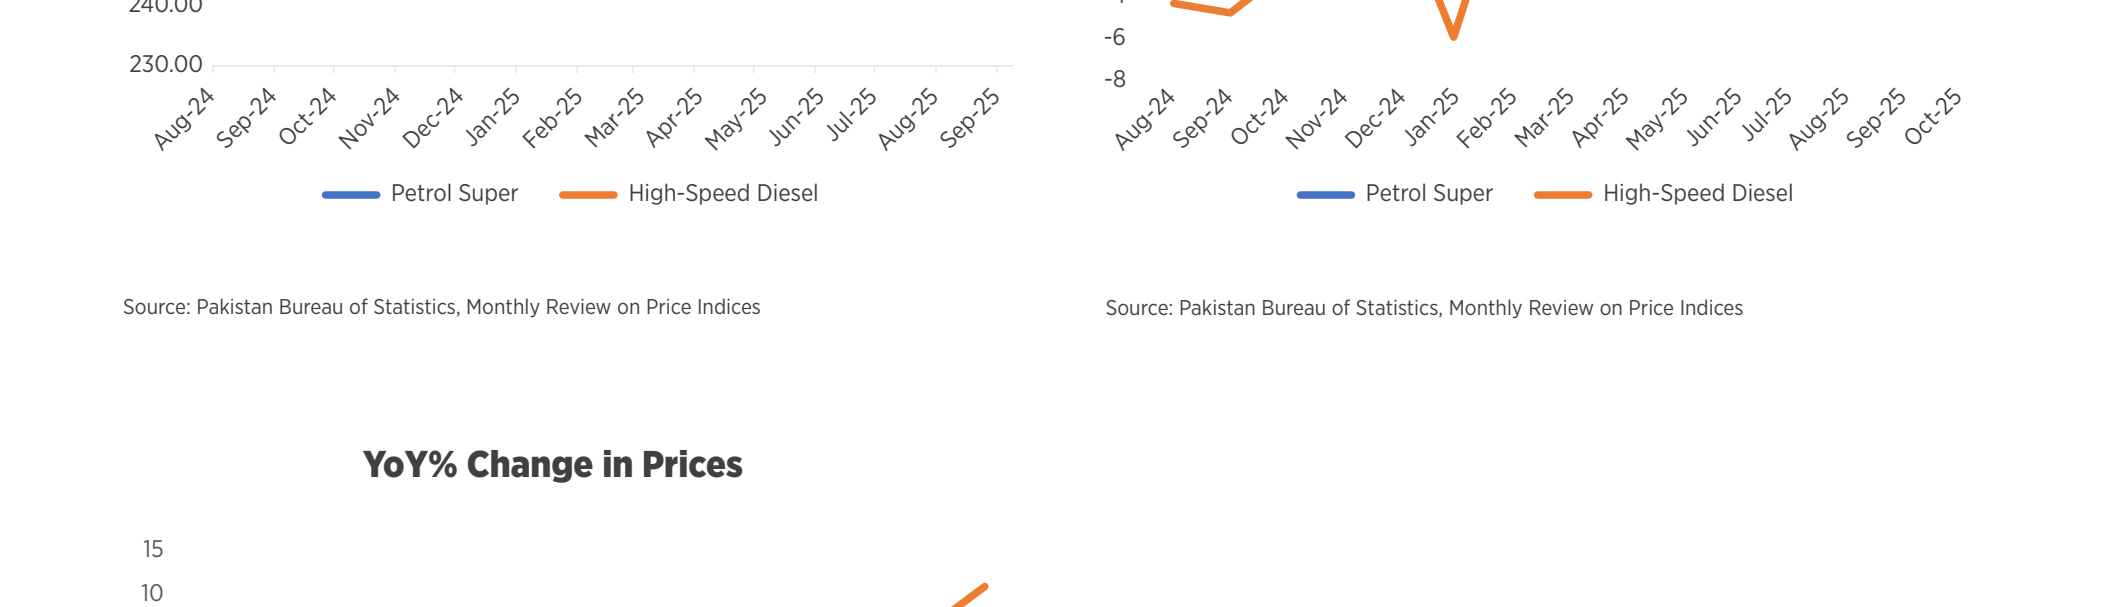 240.00
230.00
Aug-24 Sep-24 Oct-24 Nov-24 Dec-24 Jan-25 Feb-25 Mar-25 Apr-25 May-25 Jun-25 Jul-25 Aug-25 Sep-25
Petrol Super High-Speed Diesel
Source: Pakistan Bureau of Statistics, Monthly Review on Price Indices
-6
-8
Aug-24 Sep-24 Oct-24 Nov-24 Dec-24 Jan-25 Feb-25 Mar-25 Apr-25 May-25 Jun-25 Jul-25 Aug-25 Sep-25 Oct-25
Petrol Super High-Speed Diesel
Source: Pakistan Bureau of Statistics, Monthly Review on Price Indices
YoY% Change in Prices
15
10